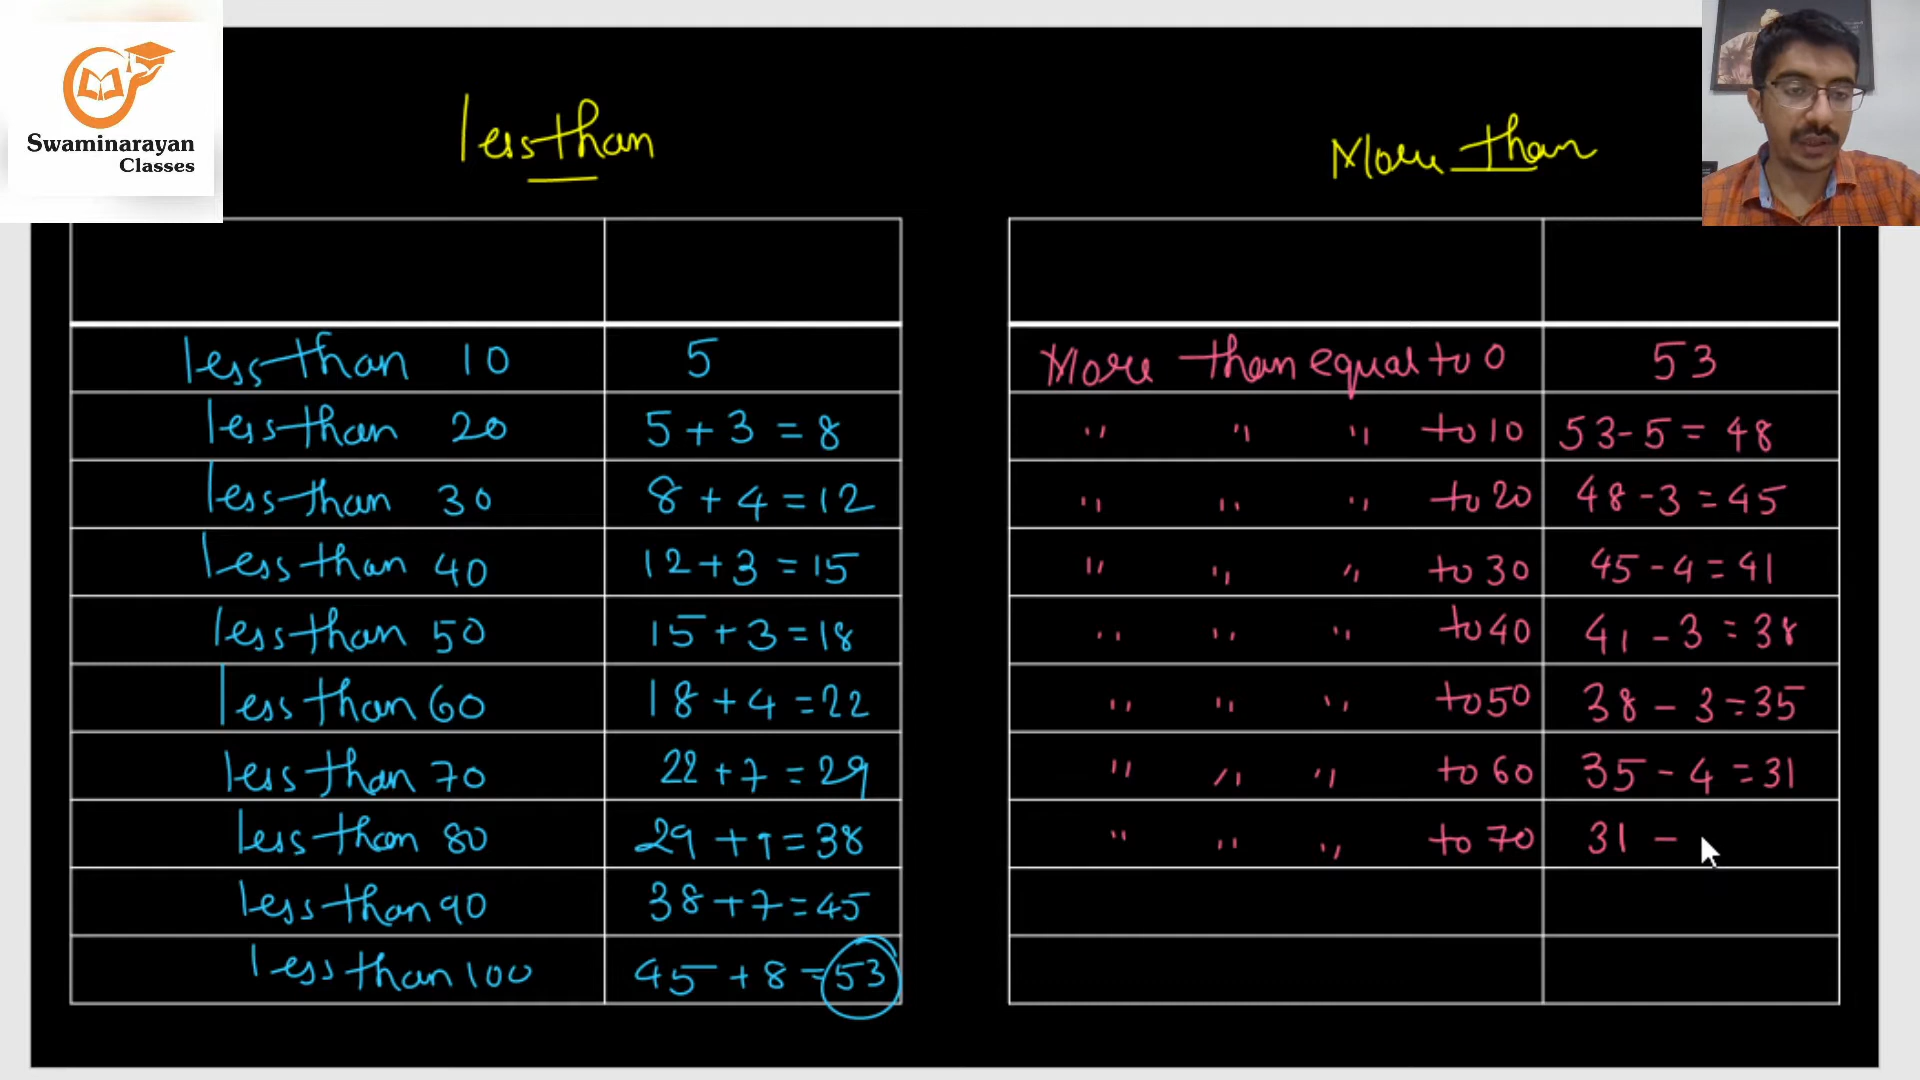 Swaminarayan
Classes
less than
More than
less than 10 5
less than 20 5 + 3 = 8
less than 30 8 + 4 = 12
less than 40 12 + 3 = 15
less than 50 15 + 3 = 18
less than 60 18 + 4 = 22
less than 70 22 + 7 = 29
less than 80 29 + 9 = 38
less than 90 38 + 7 = 45
less than 100 45 + 8 = 53
More than equal to 0 53
" " " to 10 53 - 5 = 48
" " " to 20 48 - 3 = 45
" " " to 30 45 - 4 = 41
" " " to 40 41 - 3 = 38
" " " to 50 38 - 3 = 35
" " " to 60 35 - 4 = 31
" " " to 70 31 -